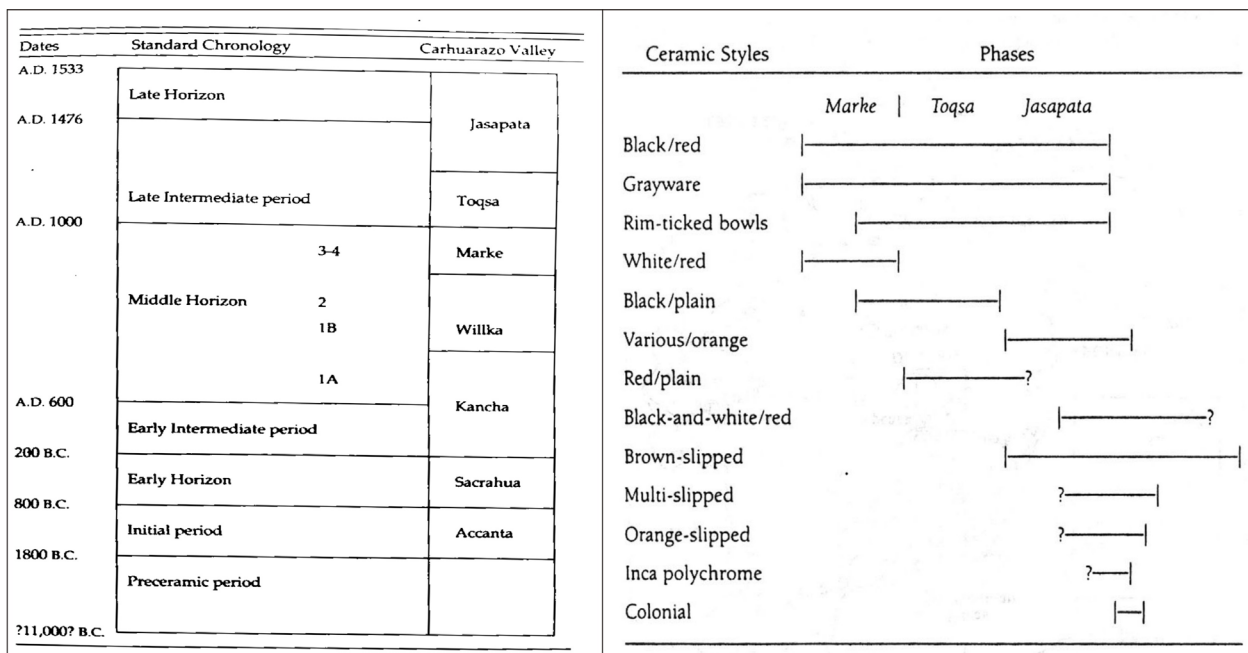 Dates Standard Chronology Carhuarazo Valley
A.D. 1533
Late Horizon
A.D. 1476
Jasapata
Late Intermediate period Toqsa
A.D. 1000
3-4 Marke
Middle Horizon 2
1B Willka
1A
A.D. 600 Kancha
Early Intermediate period
200 B.C.
Early Horizon Sacrahua
800 B.C.
Initial period Accanta
1800 B.C.
Preceramic period
?11,000? B.C.
Ceramic Styles Phases
Marke | Toqsa Jasapata
Black/red
Grayware
Rim-ticked bowls
White/red
Black/plain
Various/orange
Red/plain ?
Black-and-white/red ?
Brown-slipped
Multi-slipped ?
Orange-slipped ?
Inca polychrome ?
Colonial